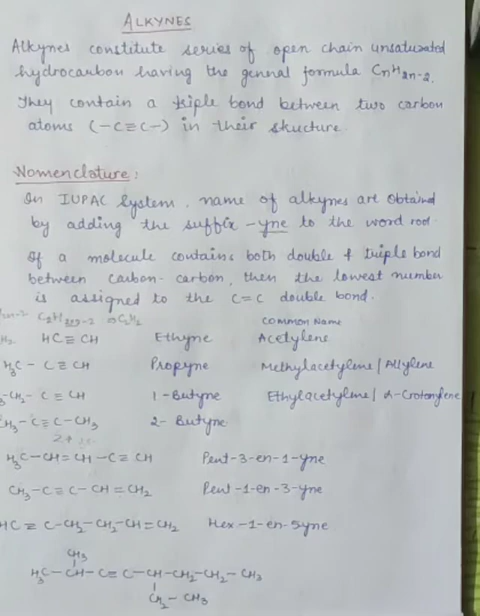 ALKYNES
Alkynes constitute series of open chain unsaturated
hydrocarbon having the general formula CnH2n-2.
They contain a triple bond between two carbon
atoms (-C≡C-) in their structure.
Nomenclature:
In IUPAC System, name of alkynes are obtained
by adding the suffix -yne to the word root.
If a molecule contains both double & triple bond
between carbon-carbon, then the lowest number
is assigned to the C=C double bond.
Common Name
HC≡CH Ethyne Acetylene
H3C-C≡CH Propyne Methylacetylene/Allylene
-CH2-C≡CH 1-Butyne Ethylacetylene/α-Crotonylene
CH3-C≡C-CH3 2-Butyne
H3C-CH=CH-C≡CH Pent-3-en-1-yne
CH3-C≡C-CH=CH2 Pent-1-en-3-yne
HC≡C-CH2-CH2-CH=CH2 Hex-1-en-5yne
CH3
H3C-CH-C≡C-CH-CH2-CH2-CH3
CH2-CH3